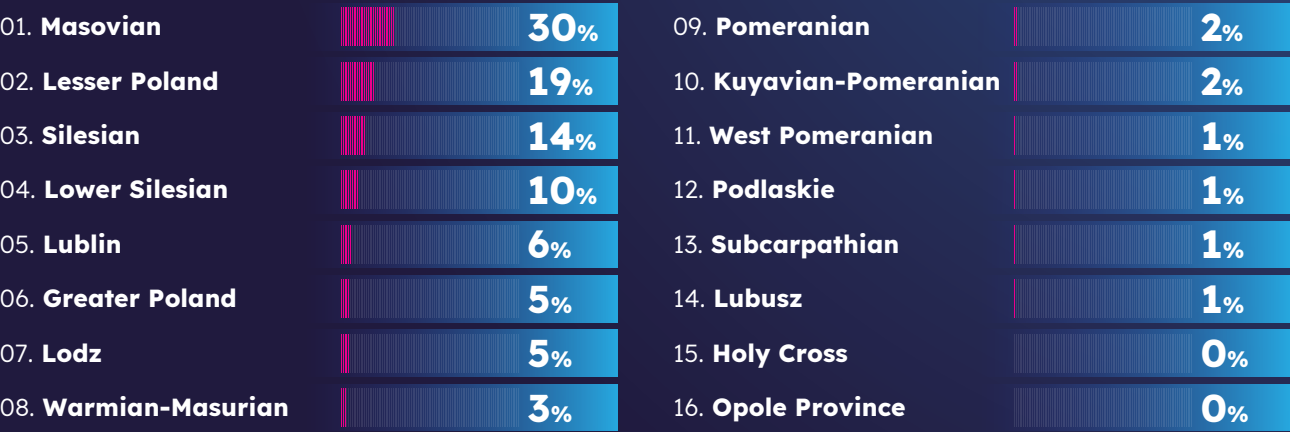 01. Masovian 30%
02. Lesser Poland 19%
03. Silesian 14%
04. Lower Silesian 10%
05. Lublin 6%
06. Greater Poland 5%
07. Lodz 5%
08. Warmian-Masurian 3%
09. Pomeranian 2%
10. Kuyavian-Pomeranian 2%
11. West Pomeranian 1%
12. Podlaskie 1%
13. Subcarpathian 1%
14. Lubusz 1%
15. Holy Cross 0%
16. Opole Province 0%